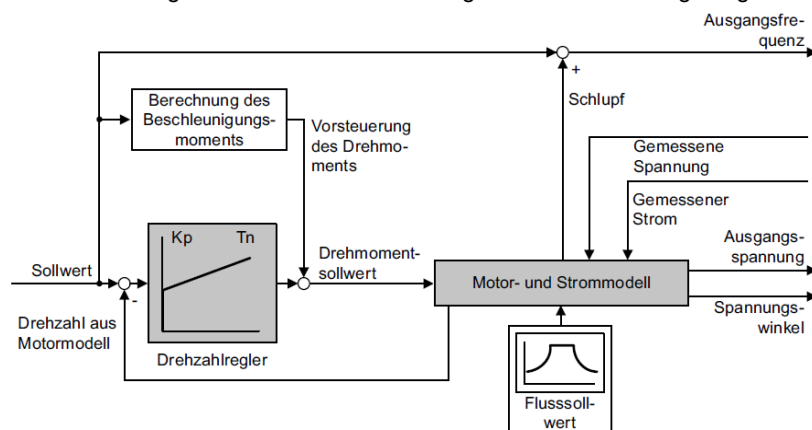 Ausgangsfre-
quenz
+
Schlupf
Berechnung des
Beschleunigungs-
moments
Vorsteuerung
des Drehmo-
ments
Gemessene
Spannung
Gemessener
Strom
Kp Tn
Drehmoment-
sollwert
Ausgangs-
spannung
Sollwert
-
Motor- und Strommodell
Spannungs-
winkel
Drehzahl aus
Motormodell
Drehzahlregler
Flusssoll-
wert